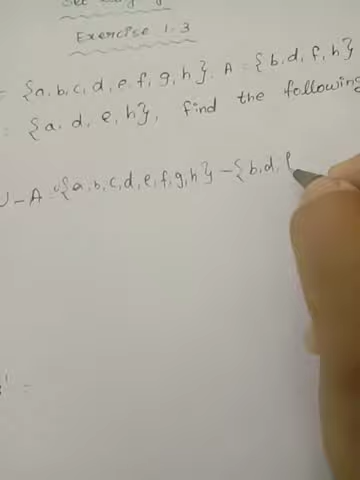 Exercise 1.3
= {a, b, c, d, e, f, g, h}, A = {b, d, f, h}
= {a, d, e, h}, find the following
U - A = {a, b, c, d, e, f, g, h} - {b, d, f
' =